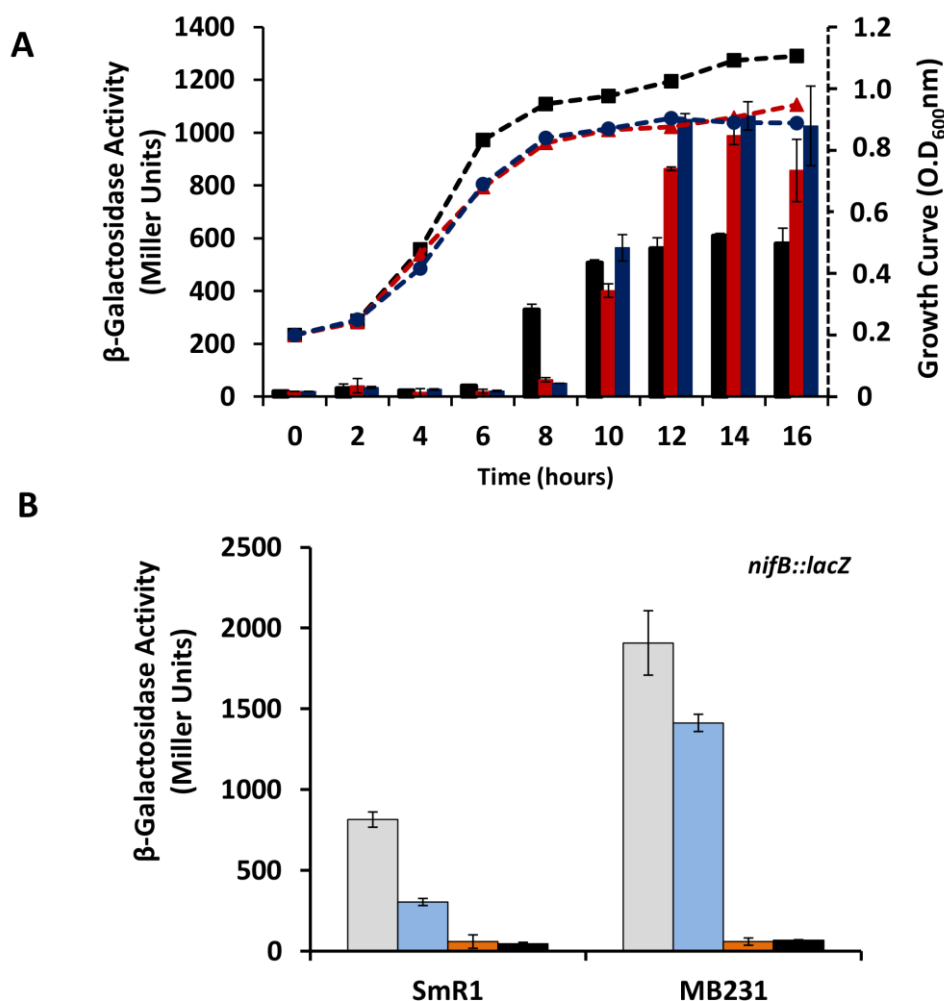 A
β-Galactosidase Activity
(Miller Units)
1400
1200
1000
800
600
400
200
0
1.2
1.0
0.8
0.6
0.4
0.2
0
Growth Curve (O.D600nm)
0 2 4 6 8 10 12 14 16
Time (hours)
B
β-Galactosidase Activity
(Miller Units)
2500
2000
1500
1000
500
0
nifB::lacZ
SmR1 MB231